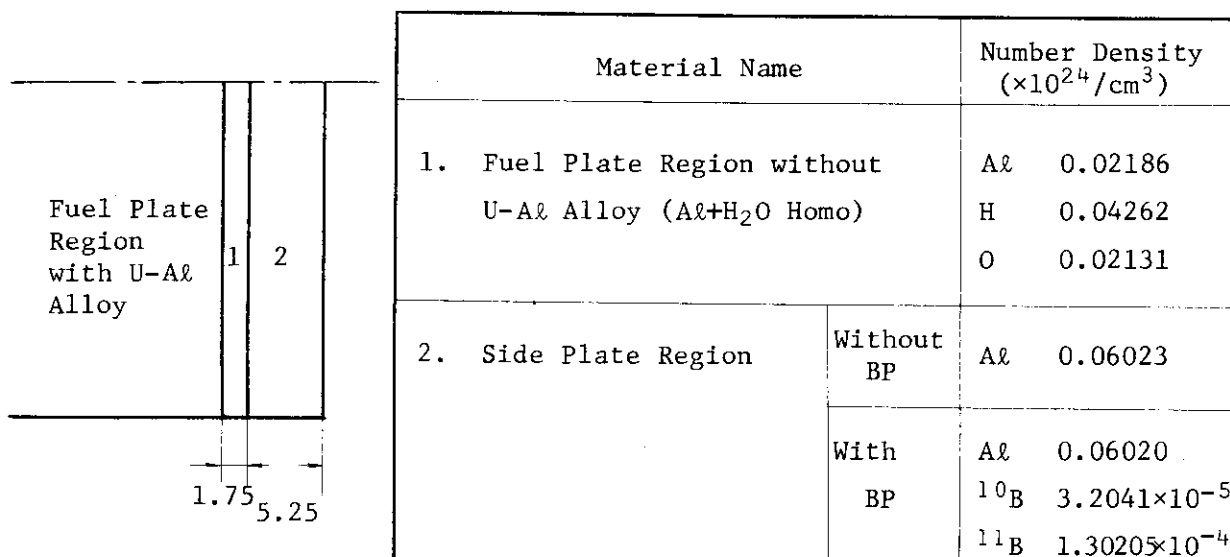 Fuel Plate
Region
with U-Aℓ
Alloy
1
2
1.75
5.25
Material Name
Number Density
(×10²⁴/cm³)
1. Fuel Plate Region without
U-Aℓ Alloy (Aℓ+H₂O Homo)
Aℓ 0.02186
H 0.04262
O 0.02131
2. Side Plate Region
Without
BP
Aℓ 0.06023
With
BP
Aℓ 0.06020
¹⁰B 3.2041×10⁻⁵
¹¹B 1.30205×10⁻⁴